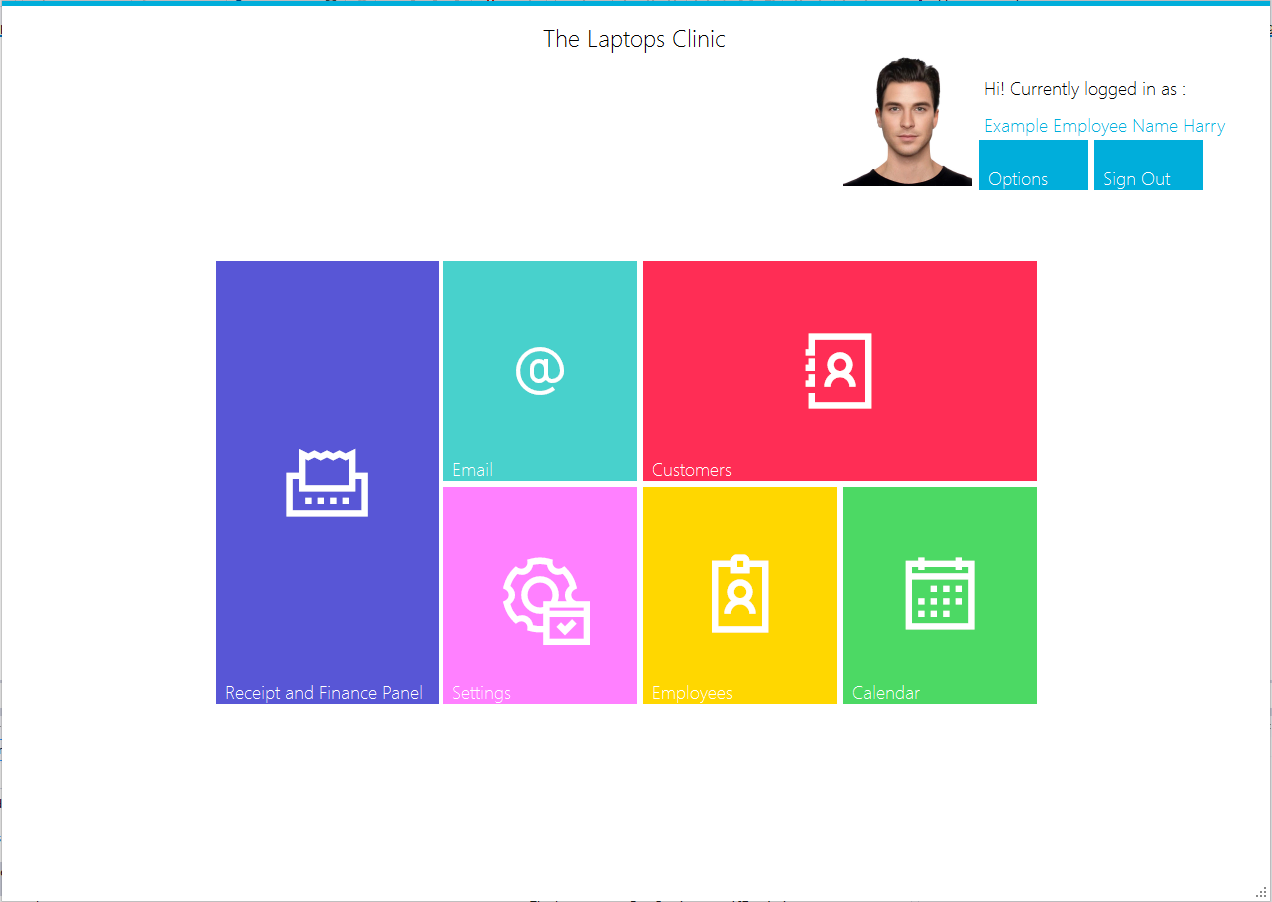 The Laptops Clinic
Hi! Currently logged in as :
Example Employee Name Harry
Options
Sign Out
@
Email
Customers
Receipt and Finance Panel
Settings
Employees
Calendar